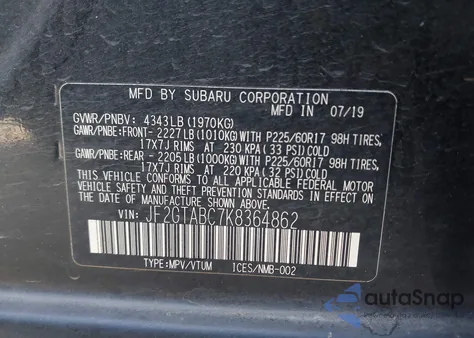 MFD BY SUBARU CORPORATION
MFD IN 07/19
GVWR/PNBV: 4343LB (1970KG)
GAWR/PNBE:FRONT- 2227LB(1010KG)WITH P225/60R17 98H TIRES,
17X7J RIMS AT 230 KPA (33 PSI) COLD
GAWR/PNBE:REAR - 2205LB(1000KG)WITH P225/60R17 98H TIRES,
17X7J RIMS AT 220 KPA (32 PSI) COLD
THIS VEHICLE CONFORMS TO ALL APPLICABLE FEDERAL MOTOR
VEHICLE SAFETY AND THEFT PREVENTION STANDARDS IN EFFECT ON
THE DATE OF MANUFACTURE SHOWN ABOVE.
VIN: JF2GTABC7K8364862
TYPE:MPV/VTUM ICES/NMB-002
autoSnap